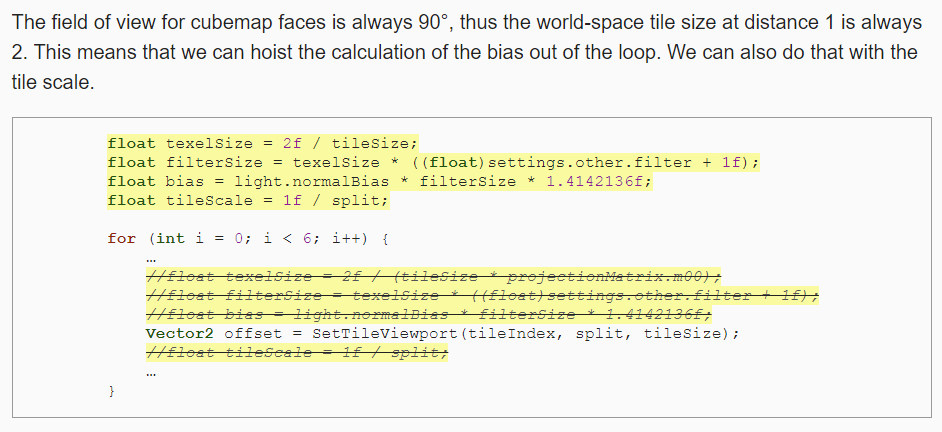 The field of view for cubemap faces is always 90°, thus the world-space tile size at distance 1 is always
2. This means that we can hoist the calculation of the bias out of the loop. We can also do that with the
tile scale.
float texelSize = 2f / tileSize;
float filterSize = texelSize * ((float)settings.other.filter + 1f);
float bias = light.normalBias * filterSize * 1.4142136f;
float tileScale = 1f / split;
for (int i = 0; i < 6; i++) {
…
//float texelSize = 2f / (tileSize * projectionMatrix.m00);
//float filterSize = texelSize * ((float)settings.other.filter + 1f);
//float bias = light.normalBias * filterSize * 1.4142136f;
Vector2 offset = SetTileViewport(tileIndex, split, tileSize);
//float tileScale = 1f / split;
…
}